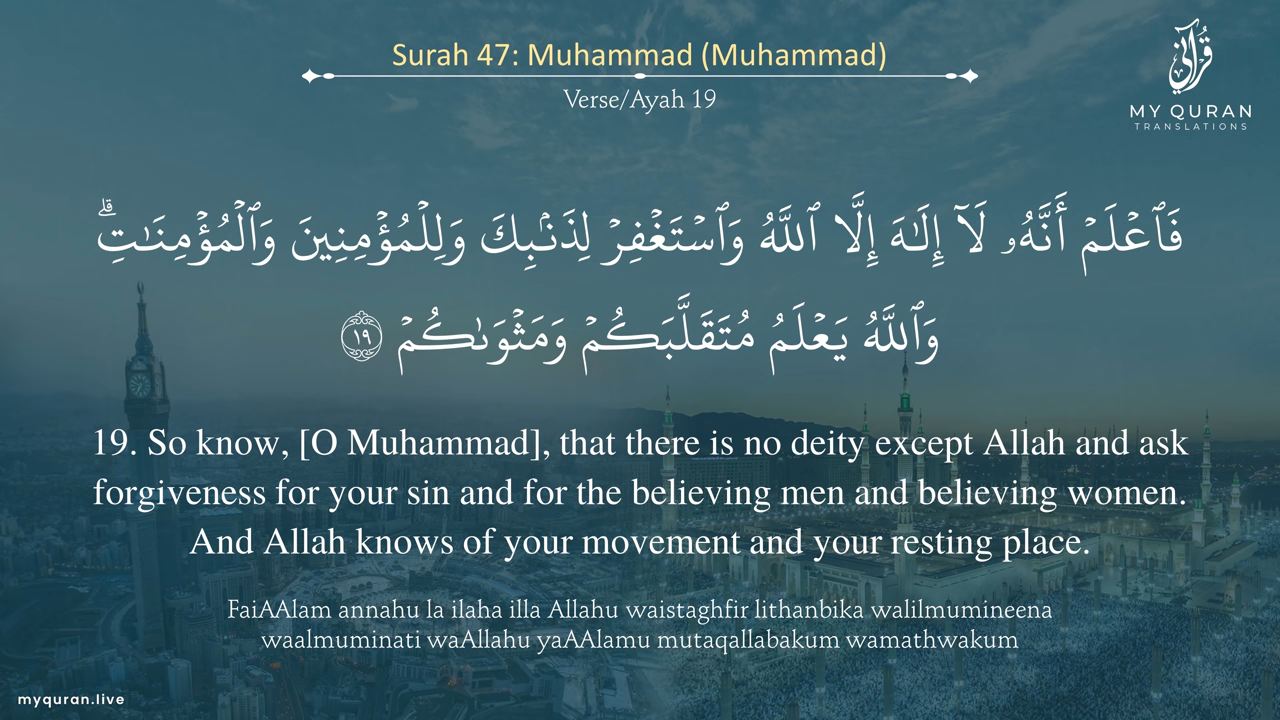 Surah 47: Muhammad (Muhammad)
Verse/Ayah 19
قرآني
MY QURAN
TRANSLATIONS
فَٱعْلَمْ أَنَّهُۥ لَآ إِلَـٰهَ إِلَّا ٱللَّهُ وَٱسْتَغْفِرْ لِذَنۢبِكَ وَلِلْمُؤْمِنِينَ وَٱلْمُؤْمِنَـٰتِ ۗ
وَٱللَّهُ يَعْلَمُ مُتَقَلَّبَكُمْ وَمَثْوَىٰكُمْ ١٩
19. So know, [O Muhammad], that there is no deity except Allah and ask
forgiveness for your sin and for the believing men and believing women.
And Allah knows of your movement and your resting place.
FaiAAlam annahu la ilaha illa Allahu waistaghfir lithanbika walilmumineena
waalmuminati waAllahu yaAAlamu mutaqallabakum wamathwakum
myquran.live